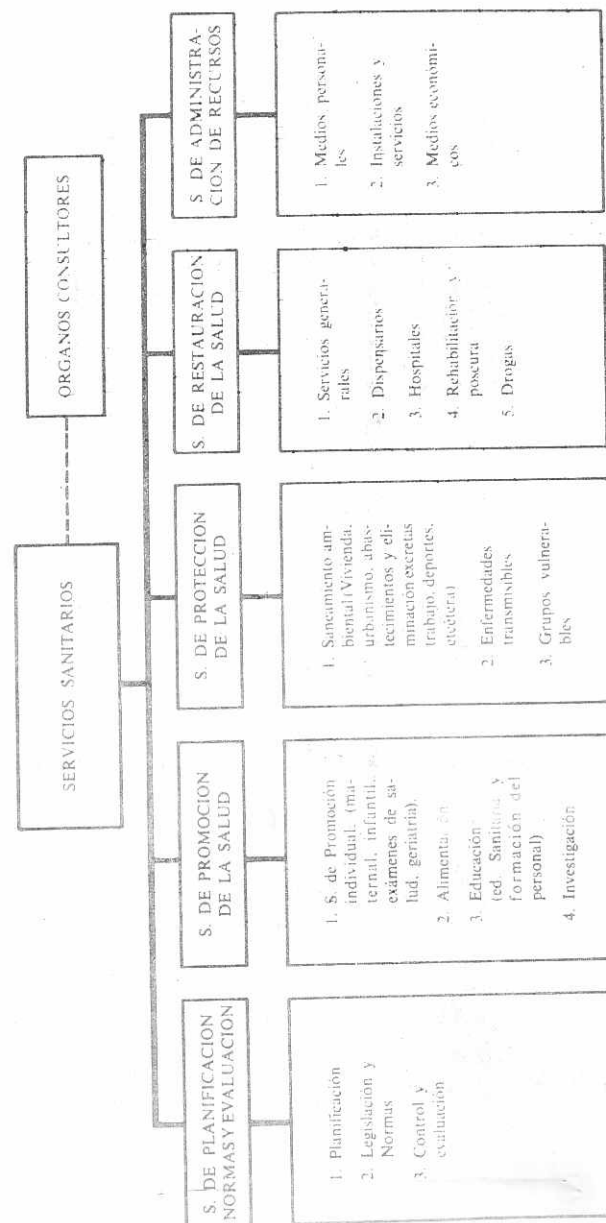 SERVICIOS SANITARIOS
ORGANOS CONSULTORES
S. DE PLANIFICACION
NORMAS Y EVALUACION
1. Planificación
2. Legislación y
Normas
3. Control y
evaluación
S. DE PROMOCION
DE LA SALUD
1. S. de Promoción
individual, (ma-
ternal, infantil,
exámenes de sa-
lud, geriatría).
2. Alimentación
3. Educación
(ed. Sanitaria y
formación del
personal)
4. Investigación
S. DE PROTECCION
DE LA SALUD
1. Saneamiento am-
biental (Vivienda,
urbanismo, abas-
tecimientos y eli-
minación excretas
trabajo, deportes,
etcétera)
2. Enfermedades
transmisibles
3. Grupos vulnera-
bles
S. DE RESTAURACION
DE LA SALUD
1. Servicios genera-
rales
2. Dispensarios
3. Hospitales
4. Rehabilitación y
poscura
5. Drogas
S. DE ADMINISTRA-
CION DE RECURSOS
1. Medios persona-
les
2. Instalaciones y
servicios
3. Medios económi-
cos